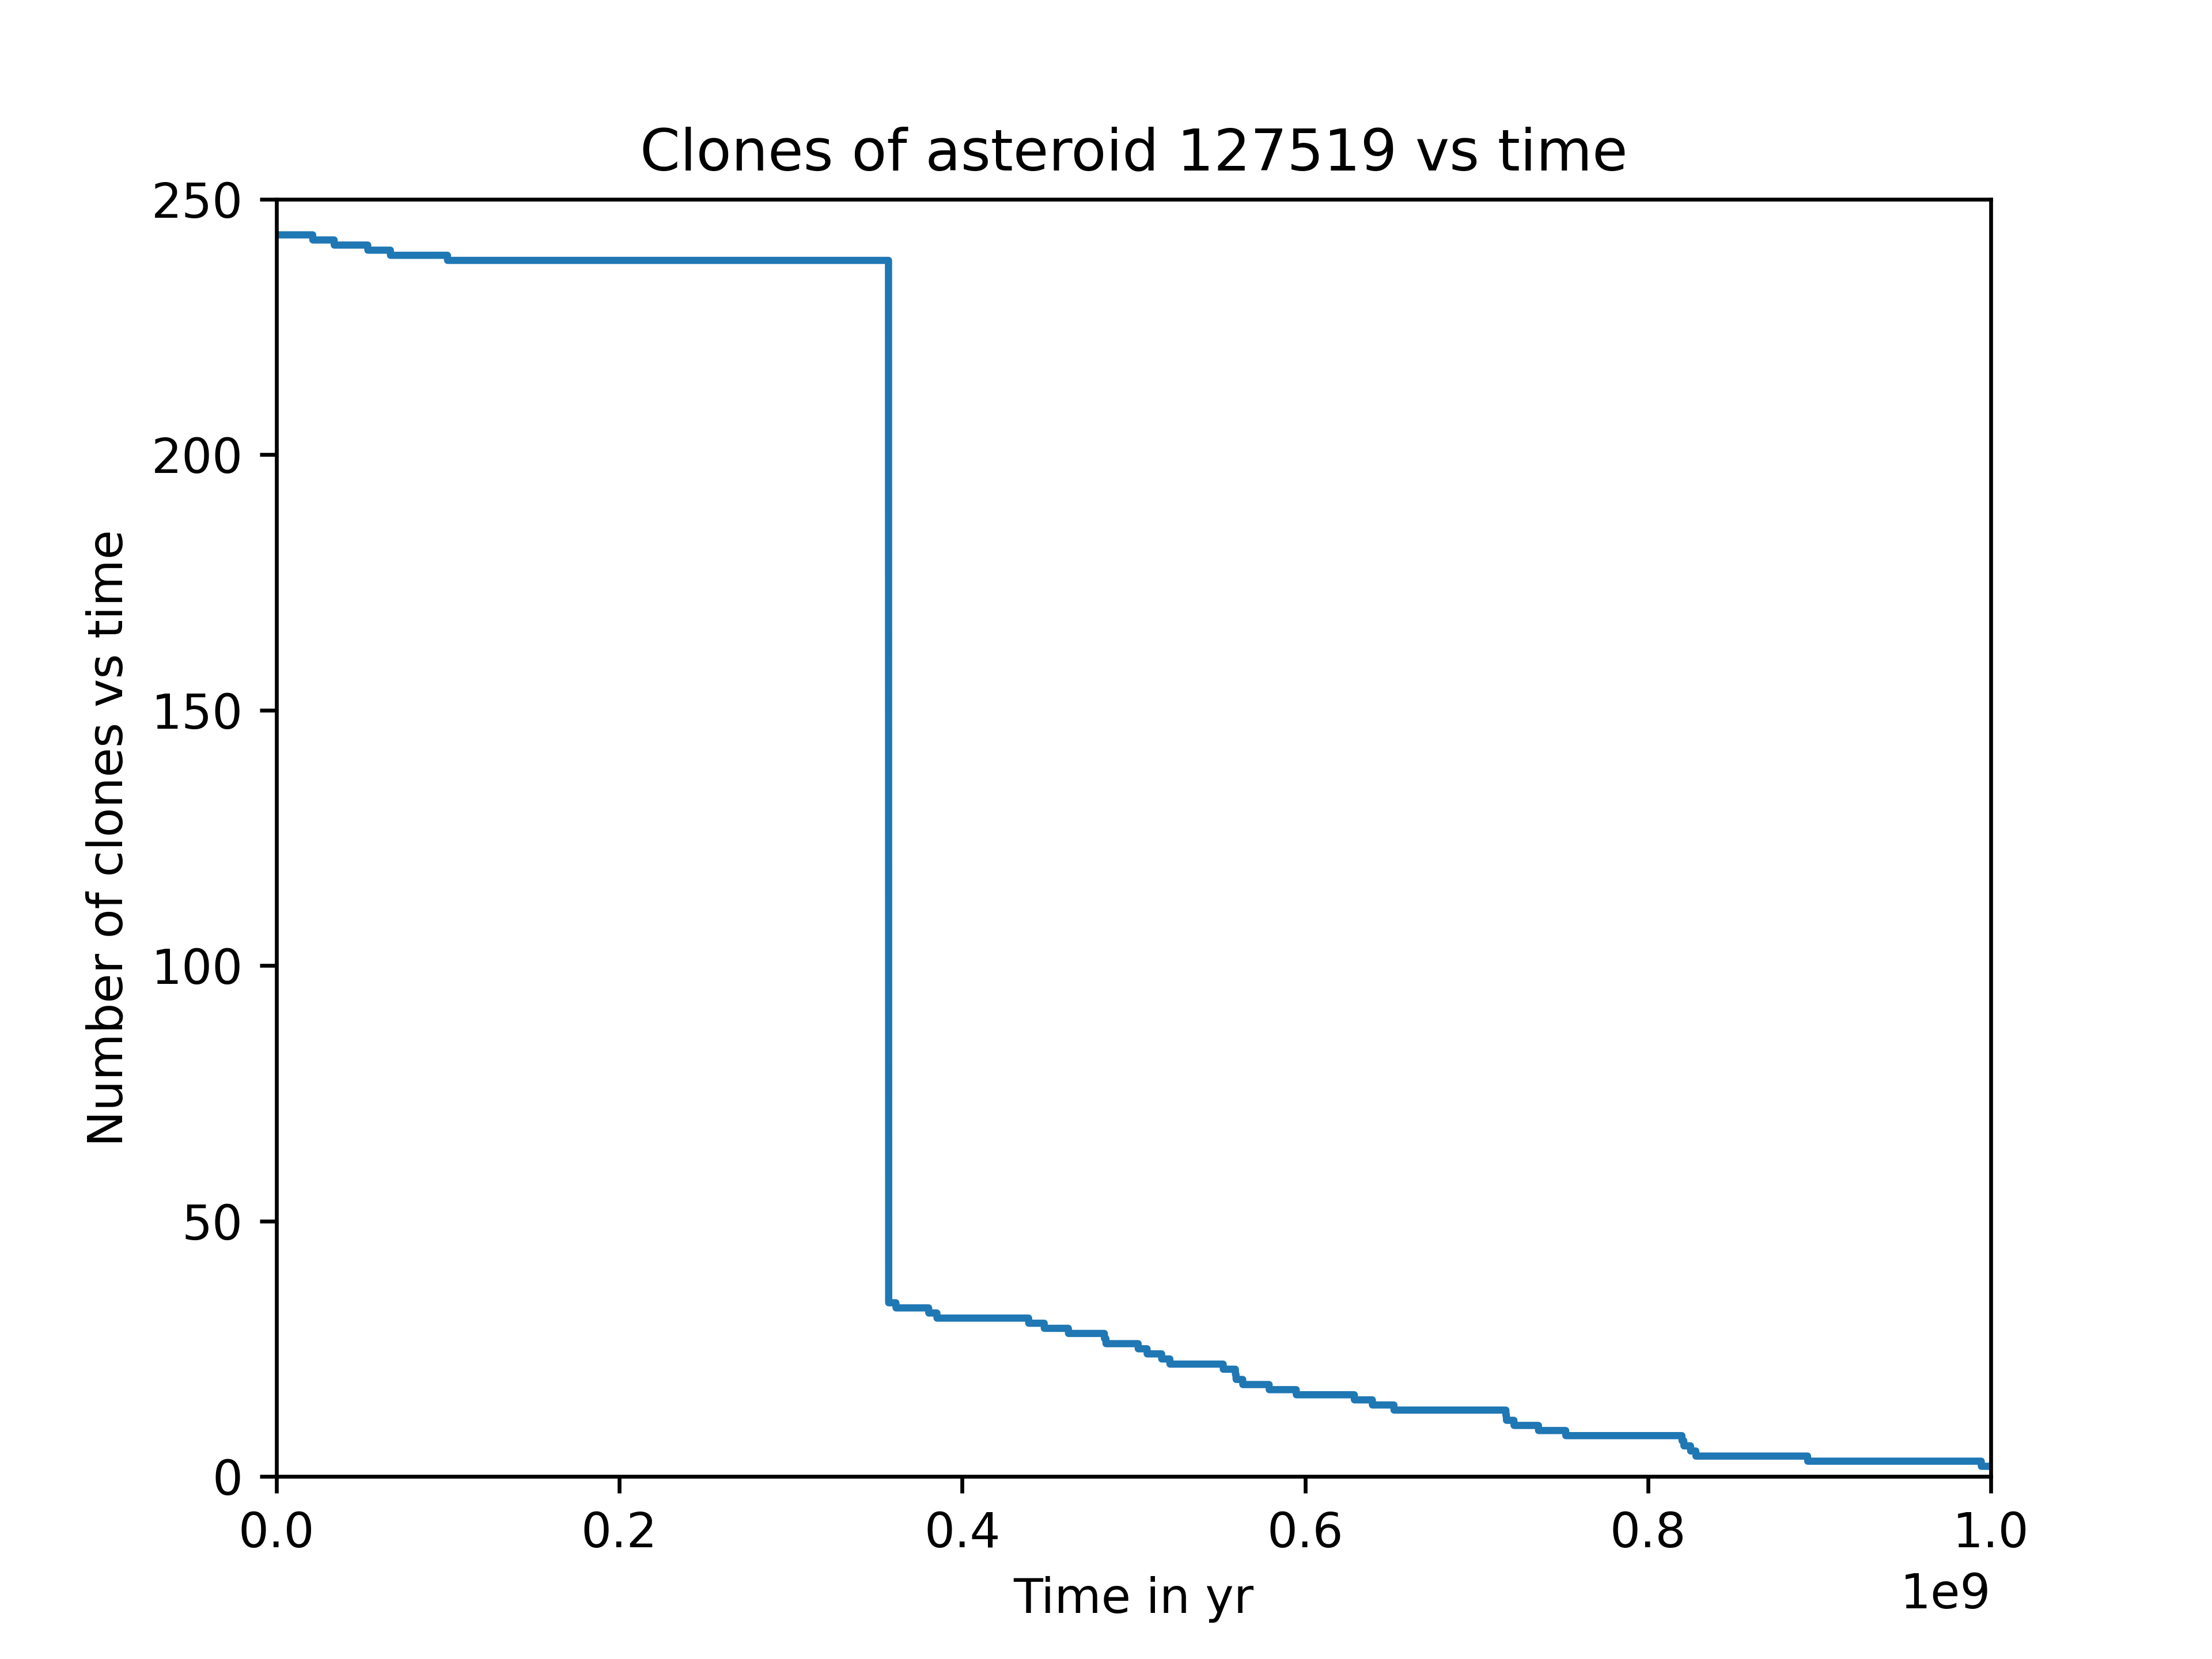 Clones of asteroid 127519 vs time
250
200
150
100
50
0
Number of clones vs time
0.0 0.2 0.4 0.6 0.8 1.0
Time in yr
1e9